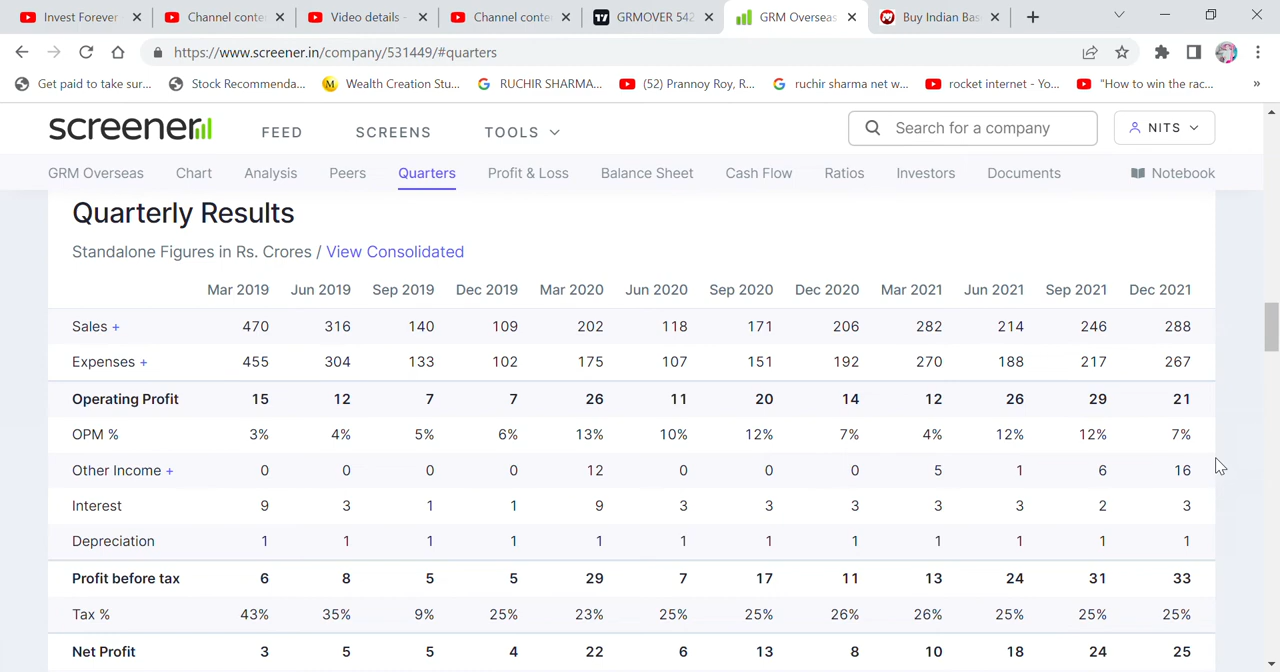 Invest Forever
Channel conte
Video details -
Channel conte
GRMOVER 542
GRM Overseas
Buy Indian Bas
https://www.screener.in/company/531449/#quarters
Get paid to take sur...
Stock Recommenda...
Wealth Creation Stu...
RUCHIR SHARMA...
(52) Prannoy Roy, R...
ruchir sharma net w...
rocket internet - Yo...
"How to win the rac...
»
screener
FEED
SCREENS
TOOLS
Search for a company
NITS
GRM Overseas Chart Analysis Peers Quarters Profit & Loss Balance Sheet Cash Flow Ratios Investors Documents Notebook
Quarterly Results
Standalone Figures in Rs. Crores / View Consolidated
Mar 2019 Jun 2019 Sep 2019 Dec 2019 Mar 2020 Jun 2020 Sep 2020 Dec 2020 Mar 2021 Jun 2021 Sep 2021 Dec 2021
Sales + 470 316 140 109 202 118 171 206 282 214 246 288
Expenses + 455 304 133 102 175 107 151 192 270 188 217 267
Operating Profit 15 12 7 7 26 11 20 14 12 26 29 21
OPM % 3% 4% 5% 6% 13% 10% 12% 7% 4% 12% 12% 7%
Other Income + 0 0 0 0 12 0 0 0 5 1 6 16
Interest 9 3 1 1 9 3 3 3 3 3 2 3
Depreciation 1 1 1 1 1 1 1 1 1 1 1 1
Profit before tax 6 8 5 5 29 7 17 11 13 24 31 33
Tax % 43% 35% 9% 25% 23% 25% 25% 26% 26% 25% 25% 25%
Net Profit 3 5 5 4 22 6 13 8 10 18 24 25